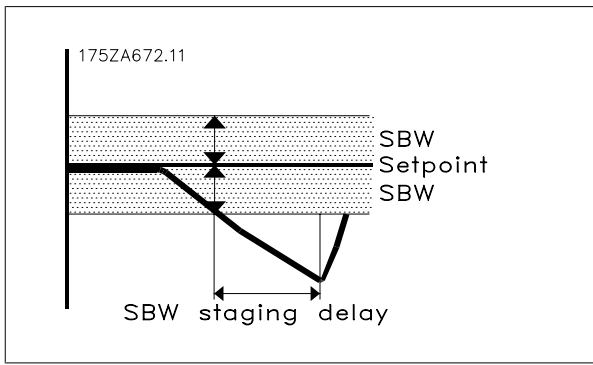 175ZA672.11
SBW
Setpoint
SBW
SBW staging delay